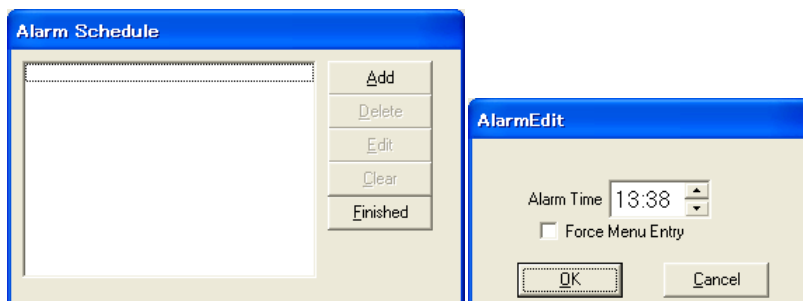 Alarm Schedule
Add
Delete
Edit
Clear
Finished
AlarmEdit
Alarm Time 13:38
Force Menu Entry
OK Cancel